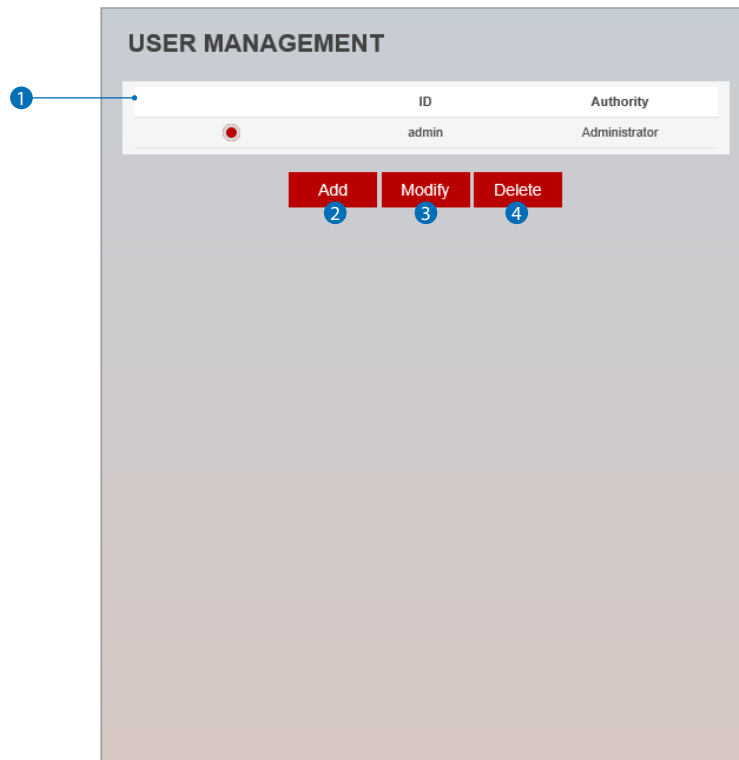 USER MANAGEMENT
1
ID Authority
admin Administrator
Add Modify Delete
2 3 4